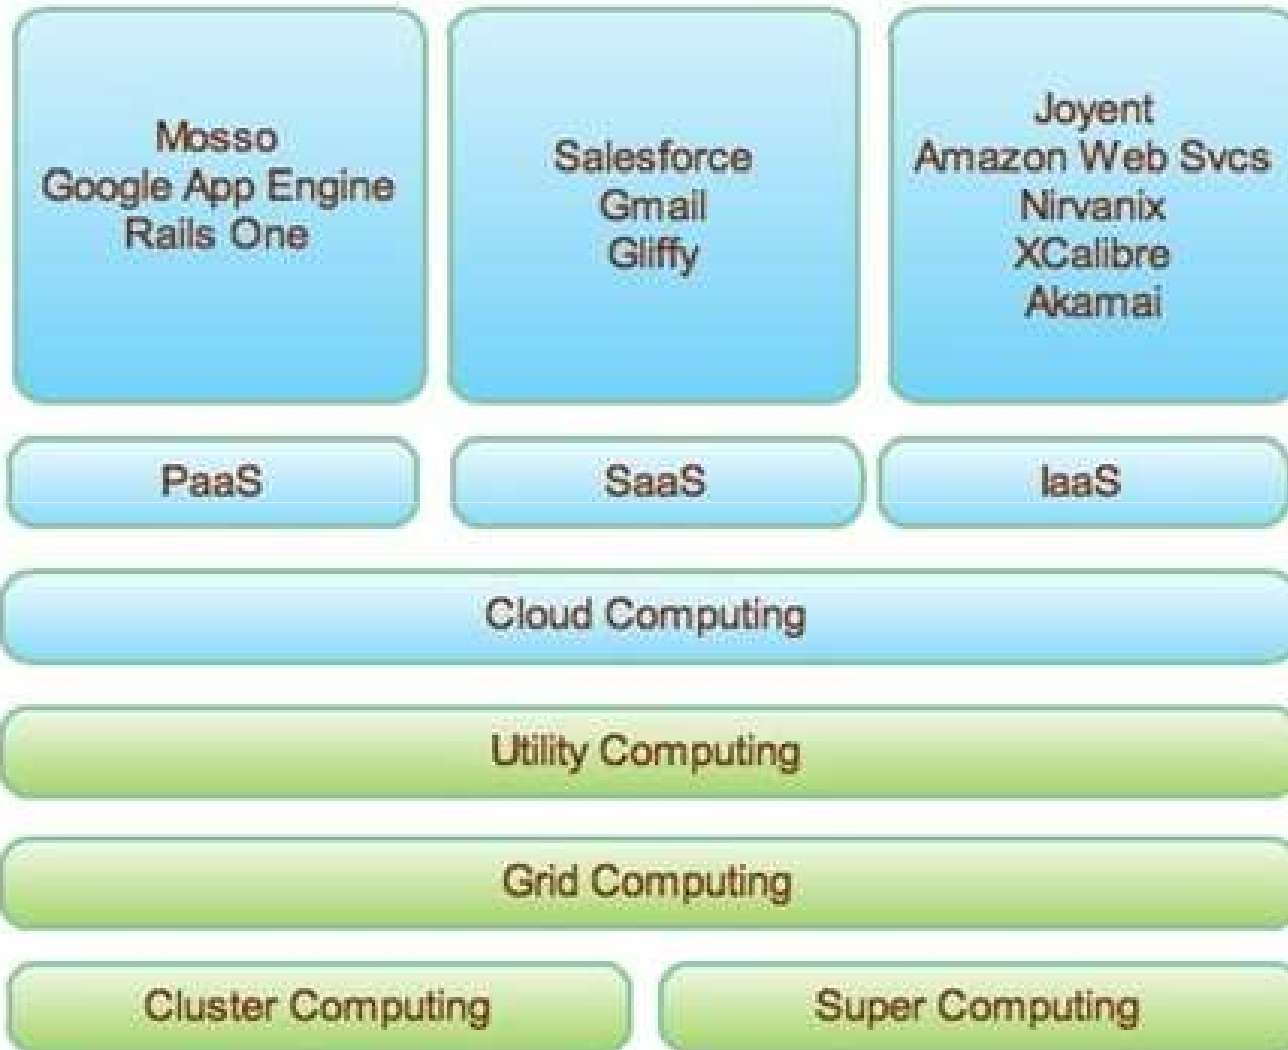 Mosso
Google App Engine
Rails One
Salesforce
Gmail
Gliffy
Joyent
Amazon Web Svcs
Nirvanix
XCalibre
Akamai
PaaS
SaaS
IaaS
Cloud Computing
Utility Computing
Grid Computing
Cluster Computing
Super Computing